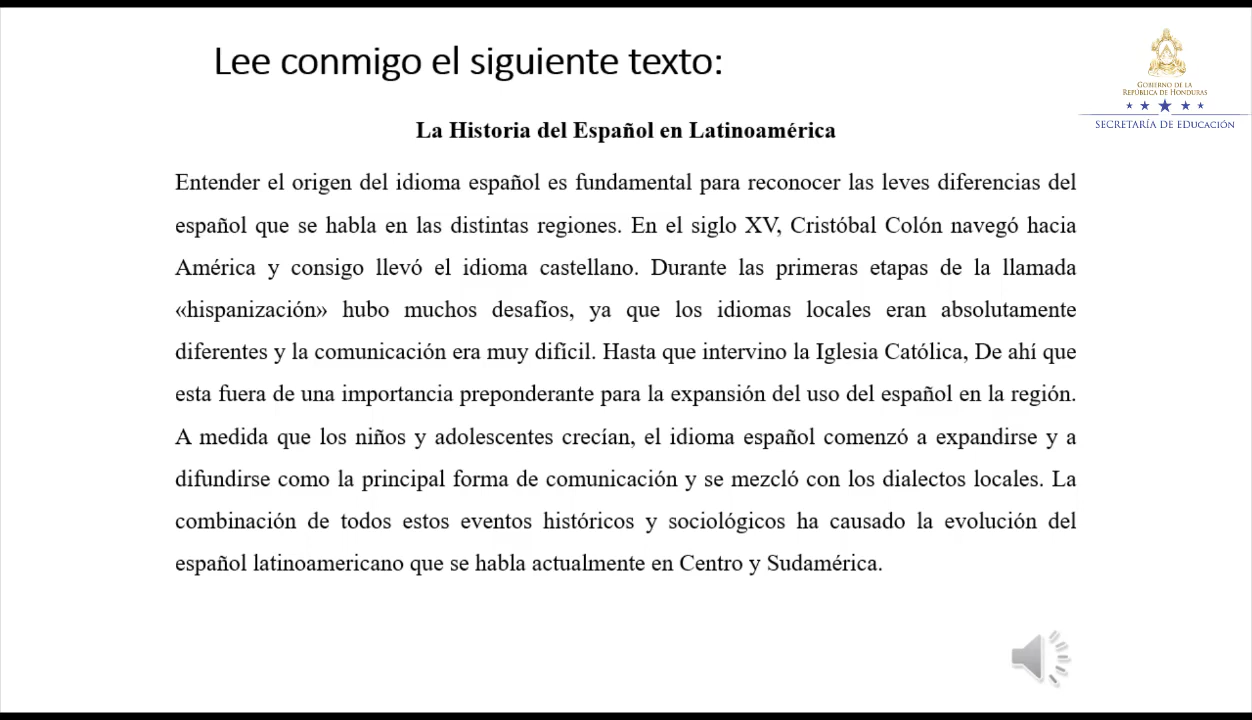 Lee conmigo el siguiente texto:
GOBIERNO DE LA
REPÚBLICA DE HONDURAS
SECRETARÍA DE EDUCACIÓN
La Historia del Español en Latinoamérica
Entender el origen del idioma español es fundamental para reconocer las leves diferencias del
español que se habla en las distintas regiones. En el siglo XV, Cristóbal Colón navegó hacia
América y consigo llevó el idioma castellano. Durante las primeras etapas de la llamada
«hispanización» hubo muchos desafíos, ya que los idiomas locales eran absolutamente
diferentes y la comunicación era muy difícil. Hasta que intervino la Iglesia Católica, De ahí que
esta fuera de una importancia preponderante para la expansión del uso del español en la región.
A medida que los niños y adolescentes crecían, el idioma español comenzó a expandirse y a
difundirse como la principal forma de comunicación y se mezcló con los dialectos locales. La
combinación de todos estos eventos históricos y sociológicos ha causado la evolución del
español latinoamericano que se habla actualmente en Centro y Sudamérica.